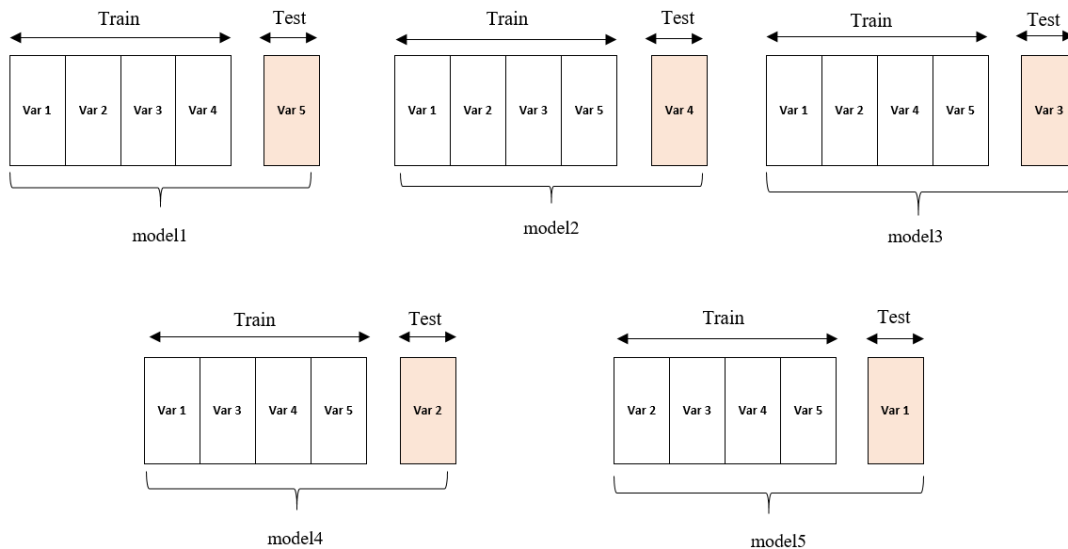 Train Test
Var 1 Var 2 Var 3 Var 4 Var 5
model1
Train Test
Var 1 Var 2 Var 3 Var 5 Var 4
model2
Train Test
Var 1 Var 2 Var 4 Var 5 Var 3
model3
Train Test
Var 1 Var 3 Var 4 Var 5 Var 2
model4
Train Test
Var 2 Var 3 Var 4 Var 5 Var 1
model5